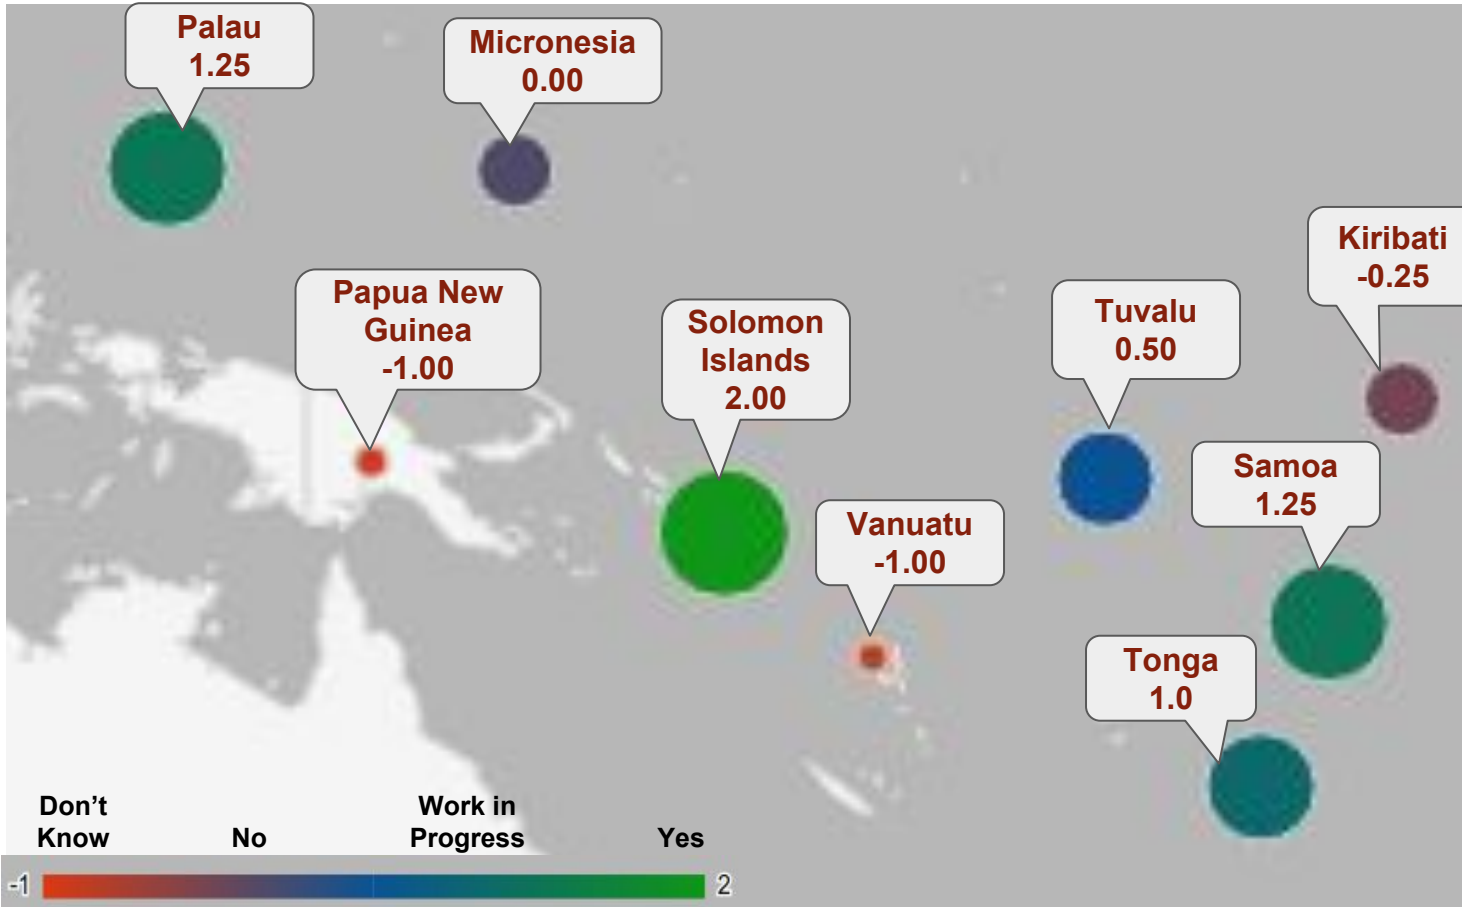 Palau
1.25
Micronesia
0.00
Kiribati
-0.25
Papua New
Guinea
-1.00
Solomon
Islands
2.00
Tuvalu
0.50
Samoa
1.25
Vanuatu
-1.00
Tonga
1.0
Don't
Know
No
Work in
Progress
Yes
-1
2